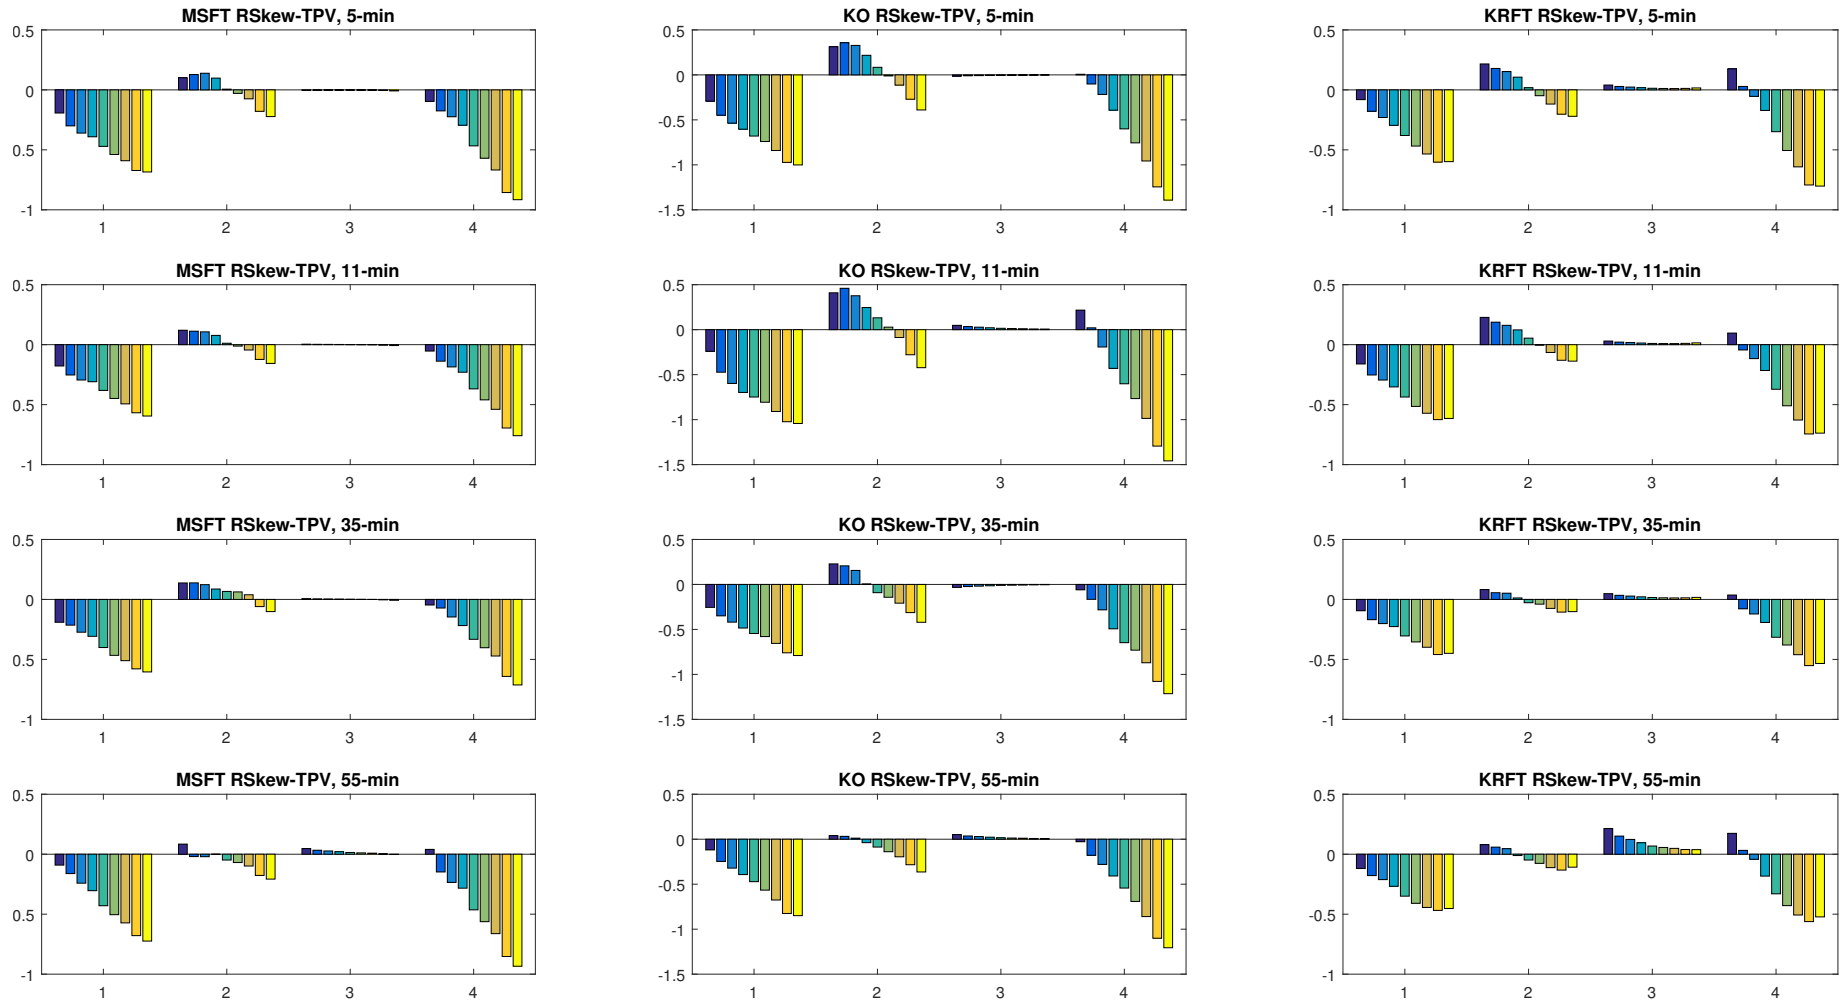 MSFT RSkew-TPV, 5-min
0.5
0
0.5
-1
1 2 3 4
KO RSkew-TPV, 5-min
0.5
0
-0.5
-1
-1.5
1 2 3 4
KRFT RSkew-TPV, 5-min
0.5
0
-0.5
-1
1 2 3 4
MSFT RSkew-TPV, 11-min
0.5
0
0.5
-1
1 2 3 4
KO RSkew-TPV, 11-min
0.5
0
-0.5
-1
-1.5
1 2 3 4
KRFT RSkew-TPV, 11-min
0.5
0
-0.5
-1
1 2 3 4
MSFT RSkew-TPV, 35-min
0.5
0
0.5
-1
1 2 3 4
KO RSkew-TPV, 35-min
0.5
0
-0.5
-1
-1.5
1 2 3 4
KRFT RSkew-TPV, 35-min
0.5
0
-0.5
-1
1 2 3 4
MSFT RSkew-TPV, 55-min
0.5
0
0.5
-1
1 2 3 4
KO RSkew-TPV, 55-min
0.5
0
-0.5
-1
-1.5
1 2 3 4
KRFT RSkew-TPV, 55-min
0.5
0
-0.5
-1
1 2 3 4